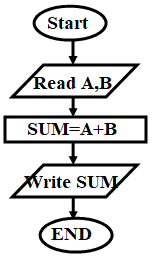 Start
Read A,B
SUM=A+B
Write SUM
END